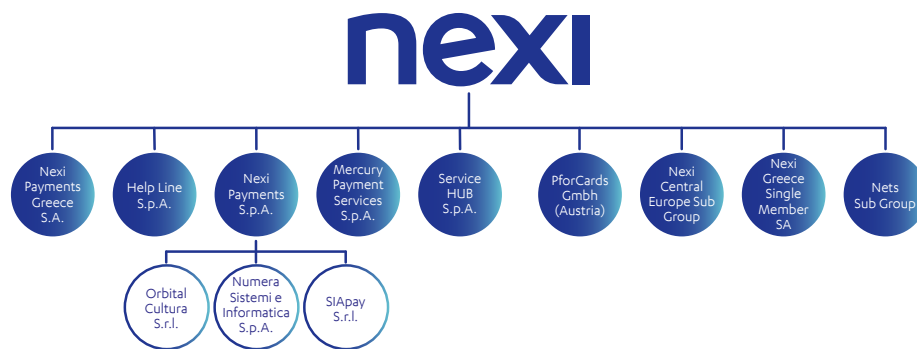 nexi
Nexi
Payments
Greece
S.A.
Help Line
S.p.A.
Nexi
Payments
S.p.A.
Mercury
Payment
Services
S.p.A.
Service
HUB
S.p.A.
PforCards
Gmbh
(Austria)
Nexi
Central
Europe Sub
Group
Nexi
Greece
Single
Member
SA
Nets
Sub Group
Orbital
Cultura
S.r.l.
Numera
Sistemi e
Informatica
S.p.A.
SIApay
S.r.l.